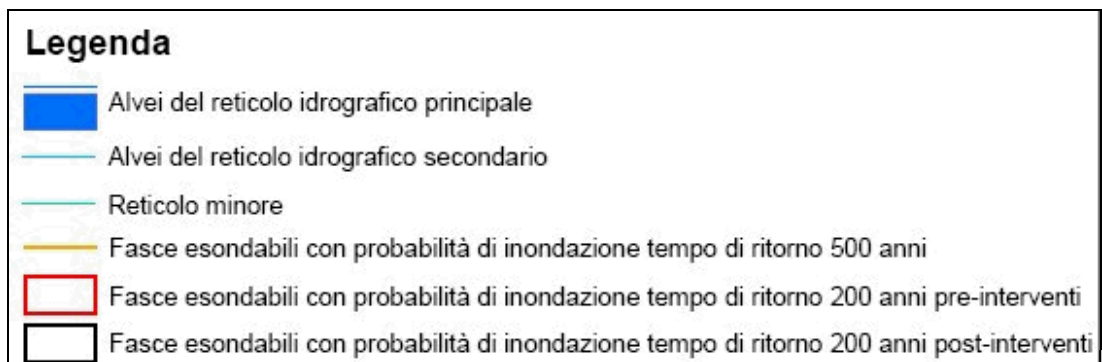 Legenda
Alvei del reticolo idrografico principale
Alvei del reticolo idrografico secondario
Reticolo minore
Fasce esondabili con probabilità di inondazione tempo di ritorno 500 anni
Fasce esondabili con probabilità di inondazione tempo di ritorno 200 anni pre-interventi
Fasce esondabili con probabilità di inondazione tempo di ritorno 200 anni post-interventi